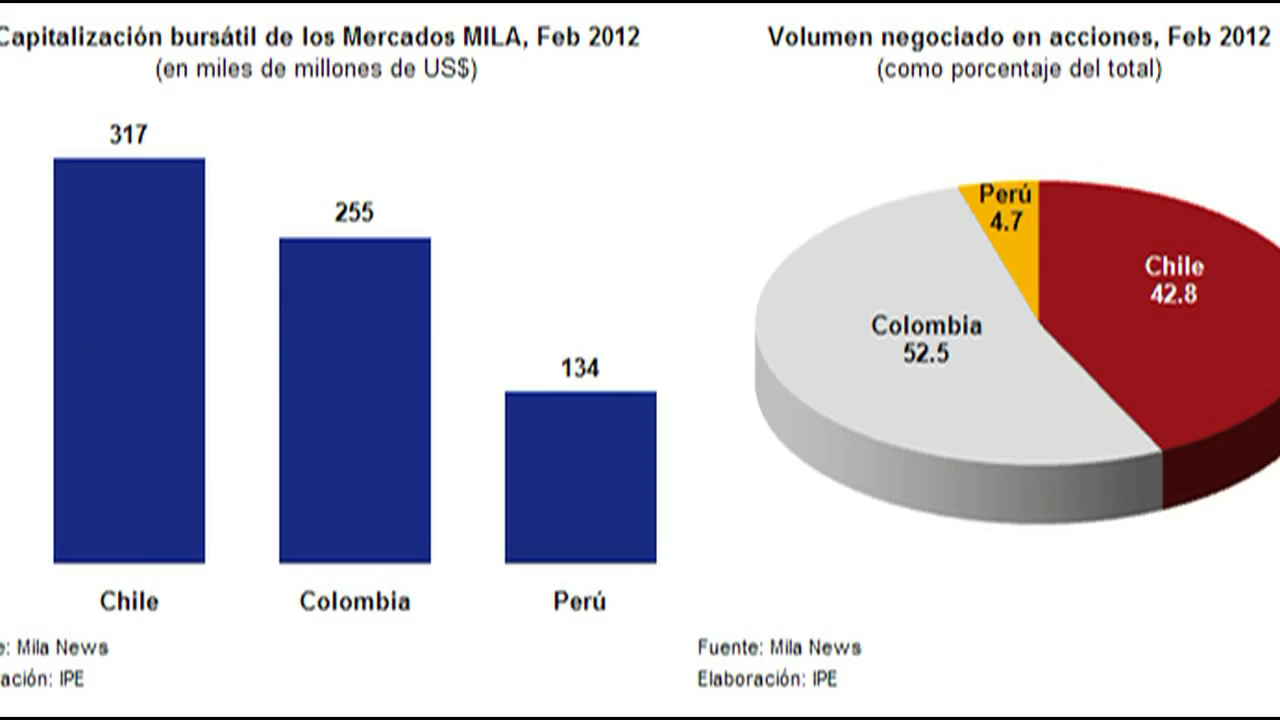 Capitalización bursátil de los Mercados MILA, Feb 2012
(en miles de millones de US$)
317
255
134
Chile
Colombia
Perú
e: Mila News
ación: IPE
Volumen negociado en acciones, Feb 2012
(como porcentaje del total)
Perú
4.7
Chile
42.8
Colombia
52.5
Fuente: Mila News
Elaboración: IPE